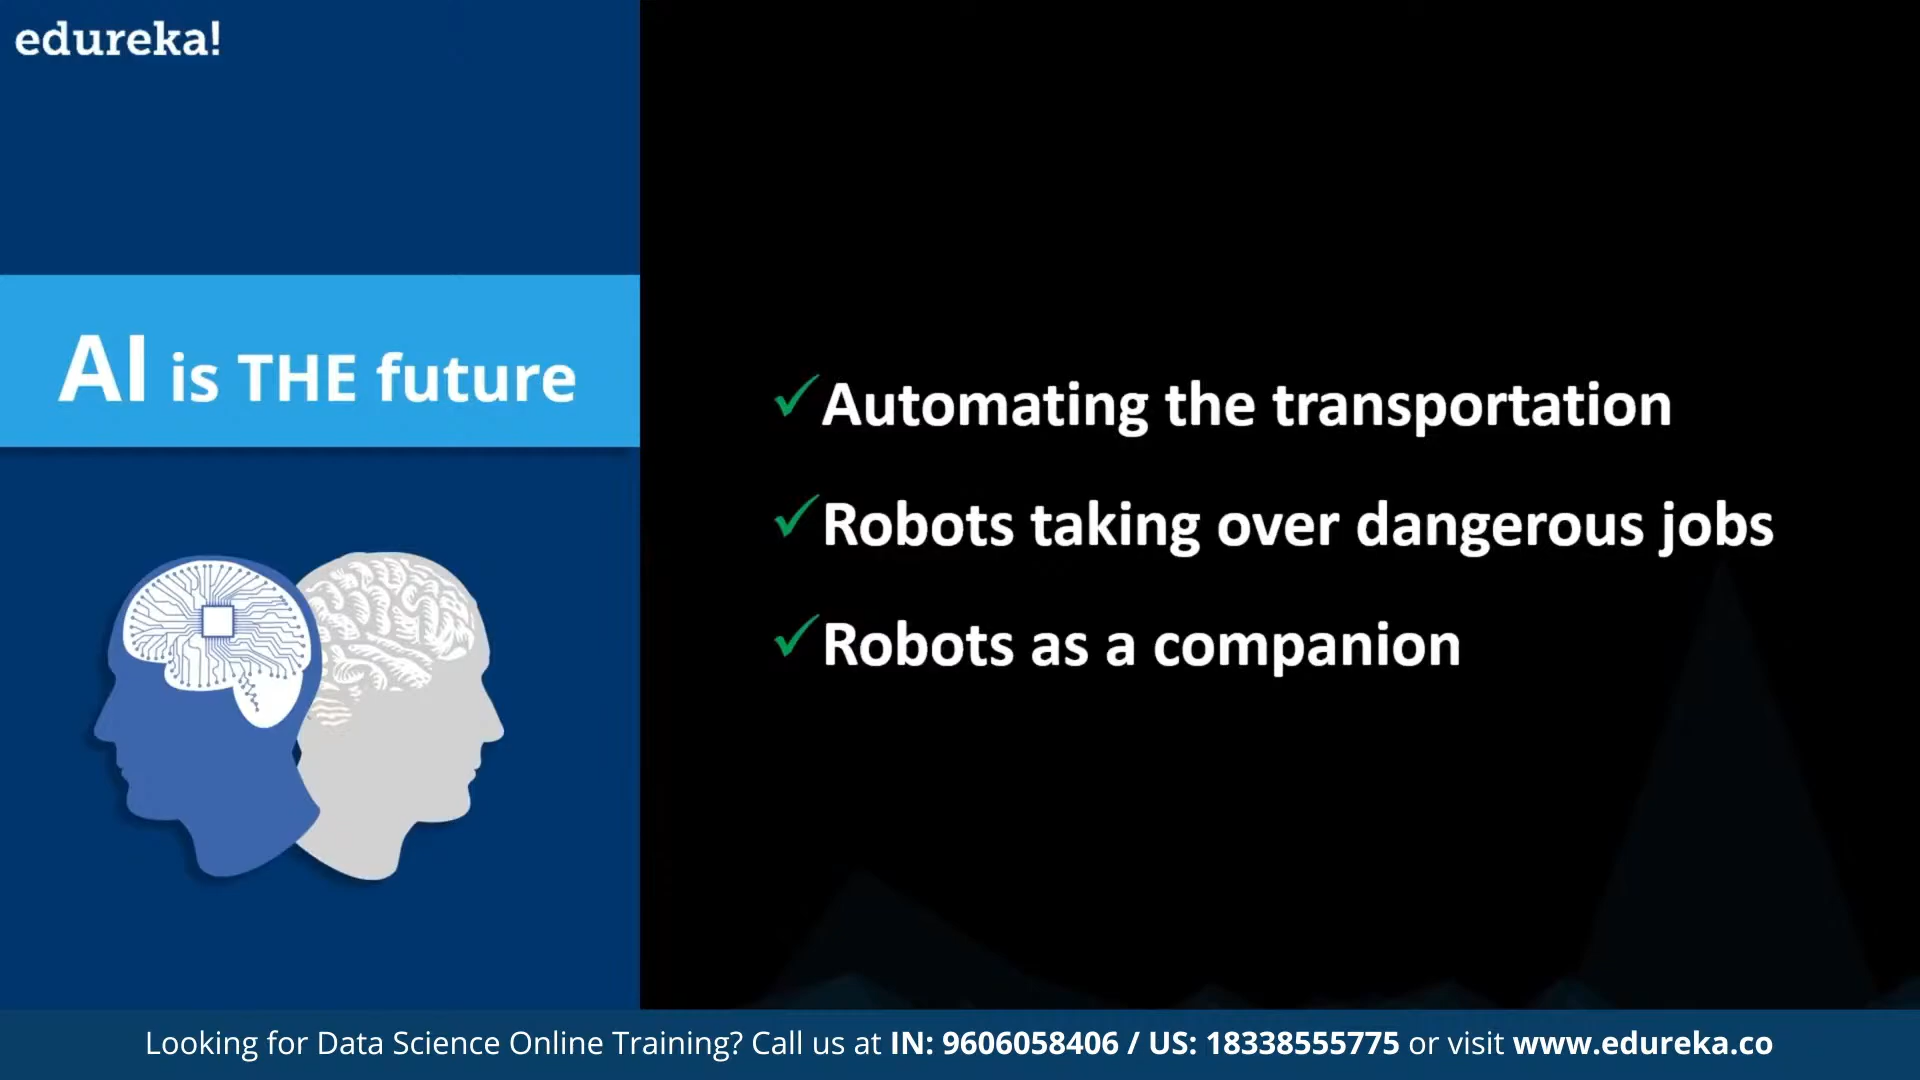 edureka!
AI is THE future
✓Automating the transportation
✓Robots taking over dangerous jobs
✓Robots as a companion
Looking for Data Science Online Training? Call us at IN: 9606058406 / US: 18338555775 or visit www.edureka.co